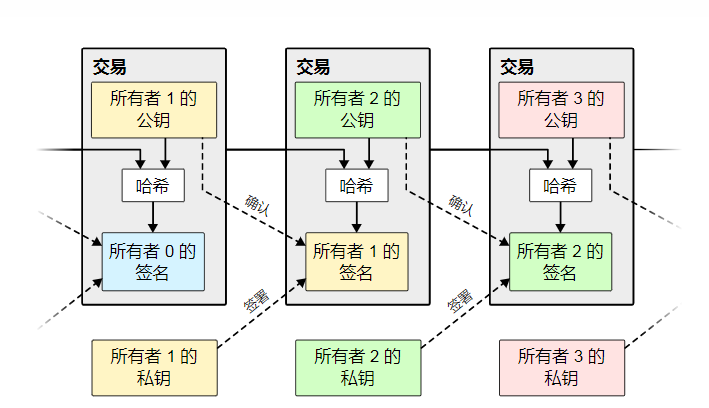 交易
所有者 1 的
公钥
哈希
所有者 0 的
签名
交易
所有者 2 的
公钥
哈希
所有者 1 的
签名
交易
所有者 3 的
公钥
哈希
所有者 2 的
签名
确认
确认
签署
签署
所有者 1 的
私钥
所有者 2 的
私钥
所有者 3 的
私钥